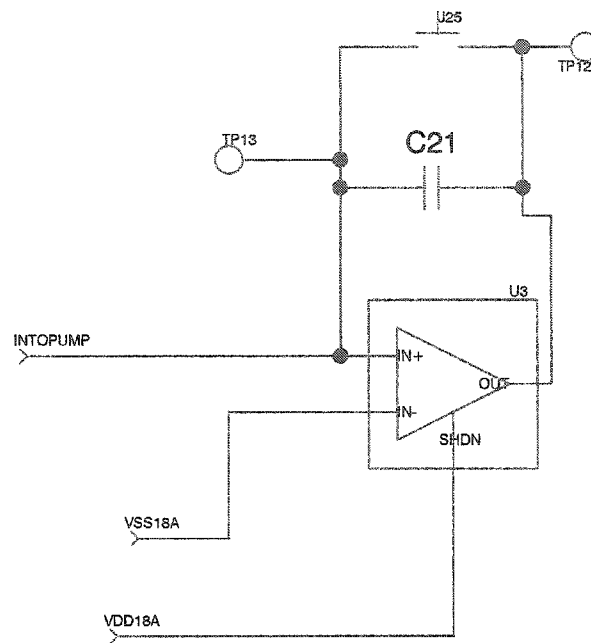 U25
TP12
TP13
C21
U3
INTOPUMP
IN+
OUT
IN-
SHDN
VSS18A
VDD18A